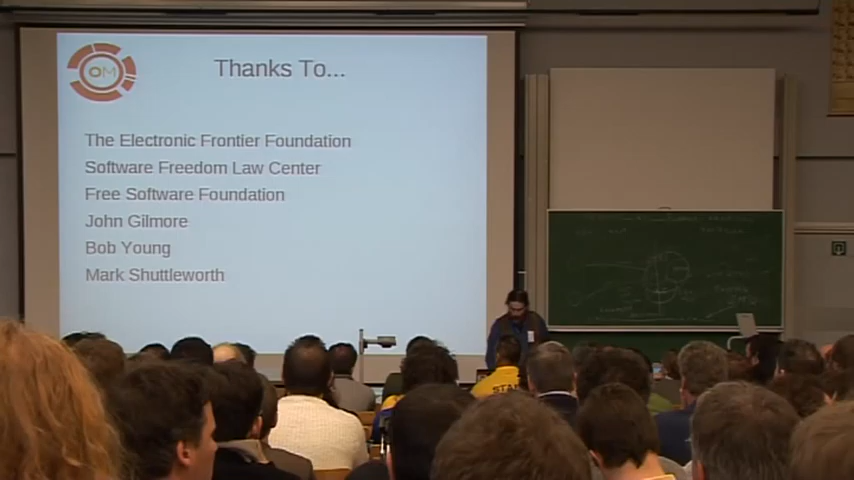 OM
Thanks To...
The Electronic Frontier Foundation
Software Freedom Law Center
Free Software Foundation
John Gilmore
Bob Young
Mark Shuttleworth